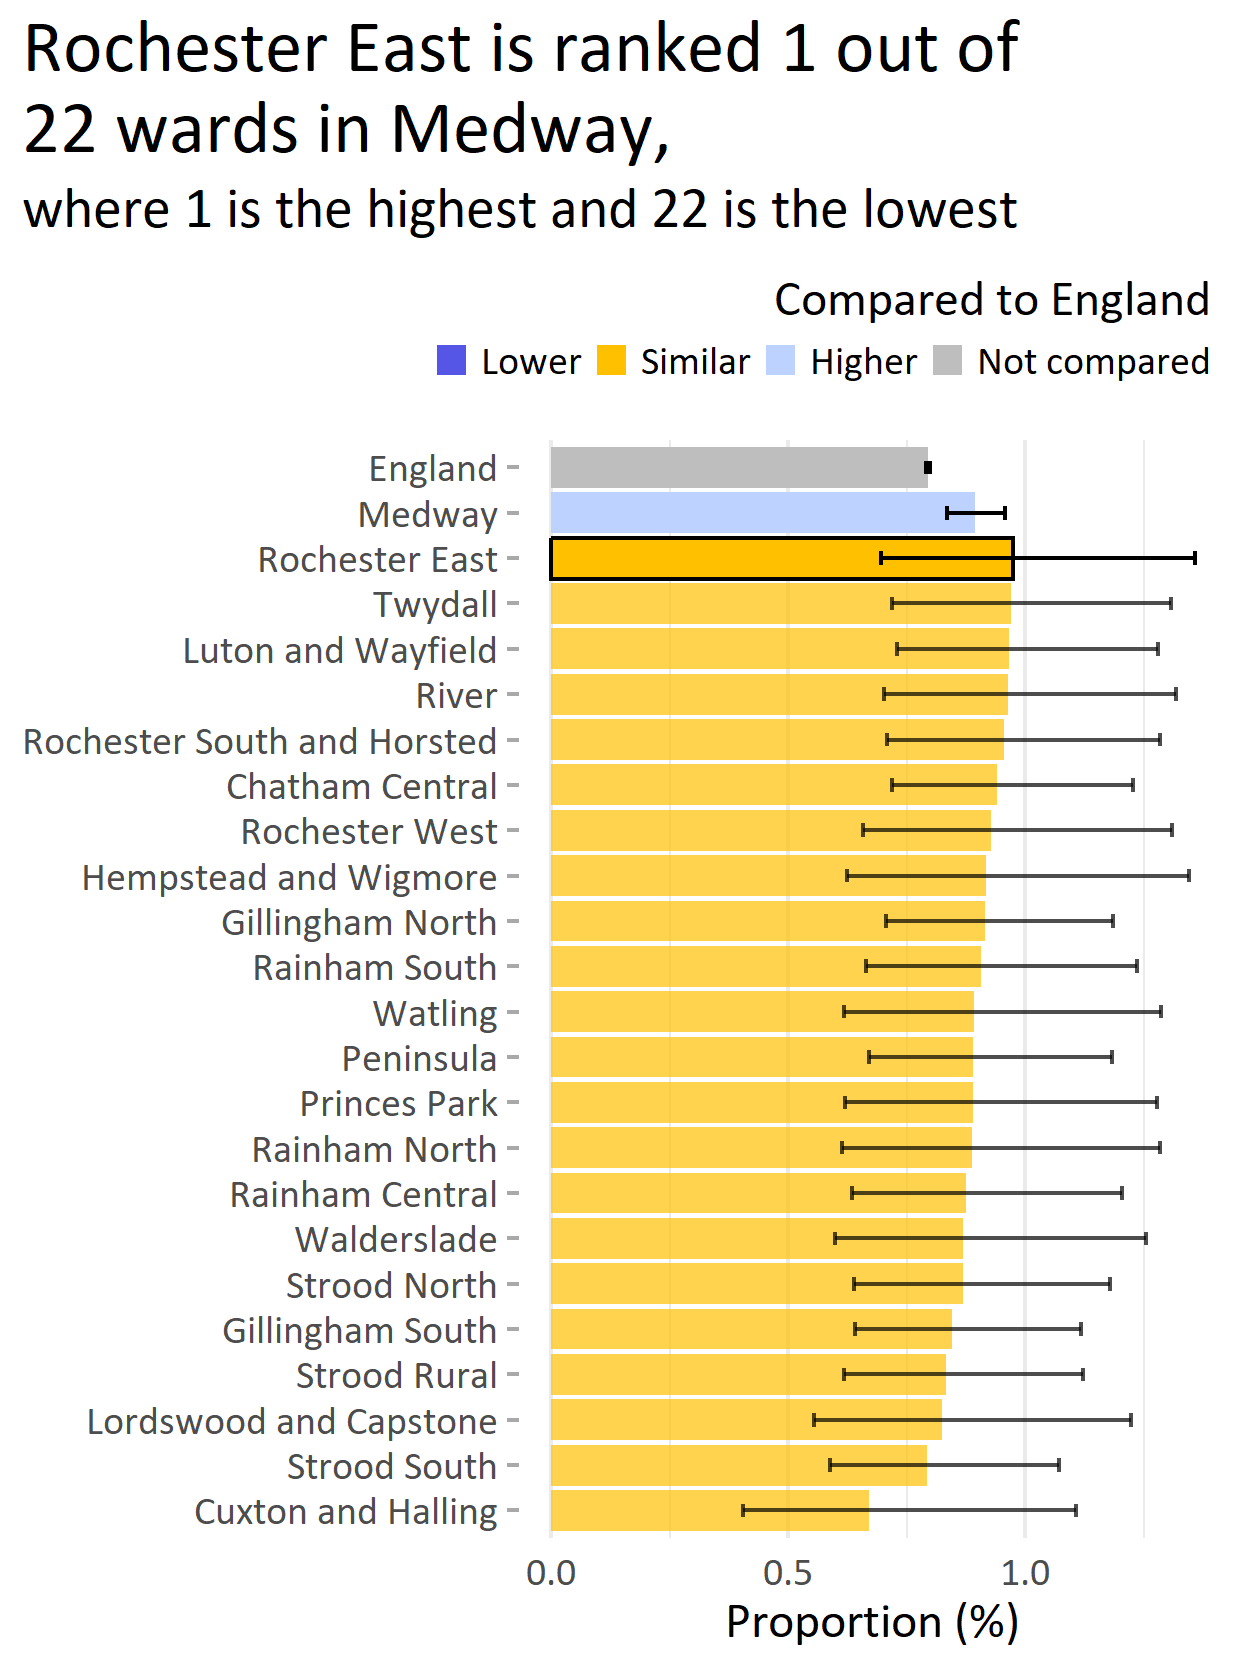 Rochester East is ranked 1 out of
22 wards in Medway,
where 1 is the highest and 22 is the lowest
Compared to England
Lower Similar Higher Not compared
England
Medway
Rochester East
Twydall
Luton and Wayfield
River
Rochester South and Horsted
Chatham Central
Rochester West
Hempstead and Wigmore
Gillingham North
Rainham South
Watling
Peninsula
Princes Park
Rainham North
Rainham Central
Walderslade
Strood North
Gillingham South
Strood Rural
Lordswood and Capstone
Strood South
Cuxton and Halling
0.0 0.5 1.0
Proportion (%)